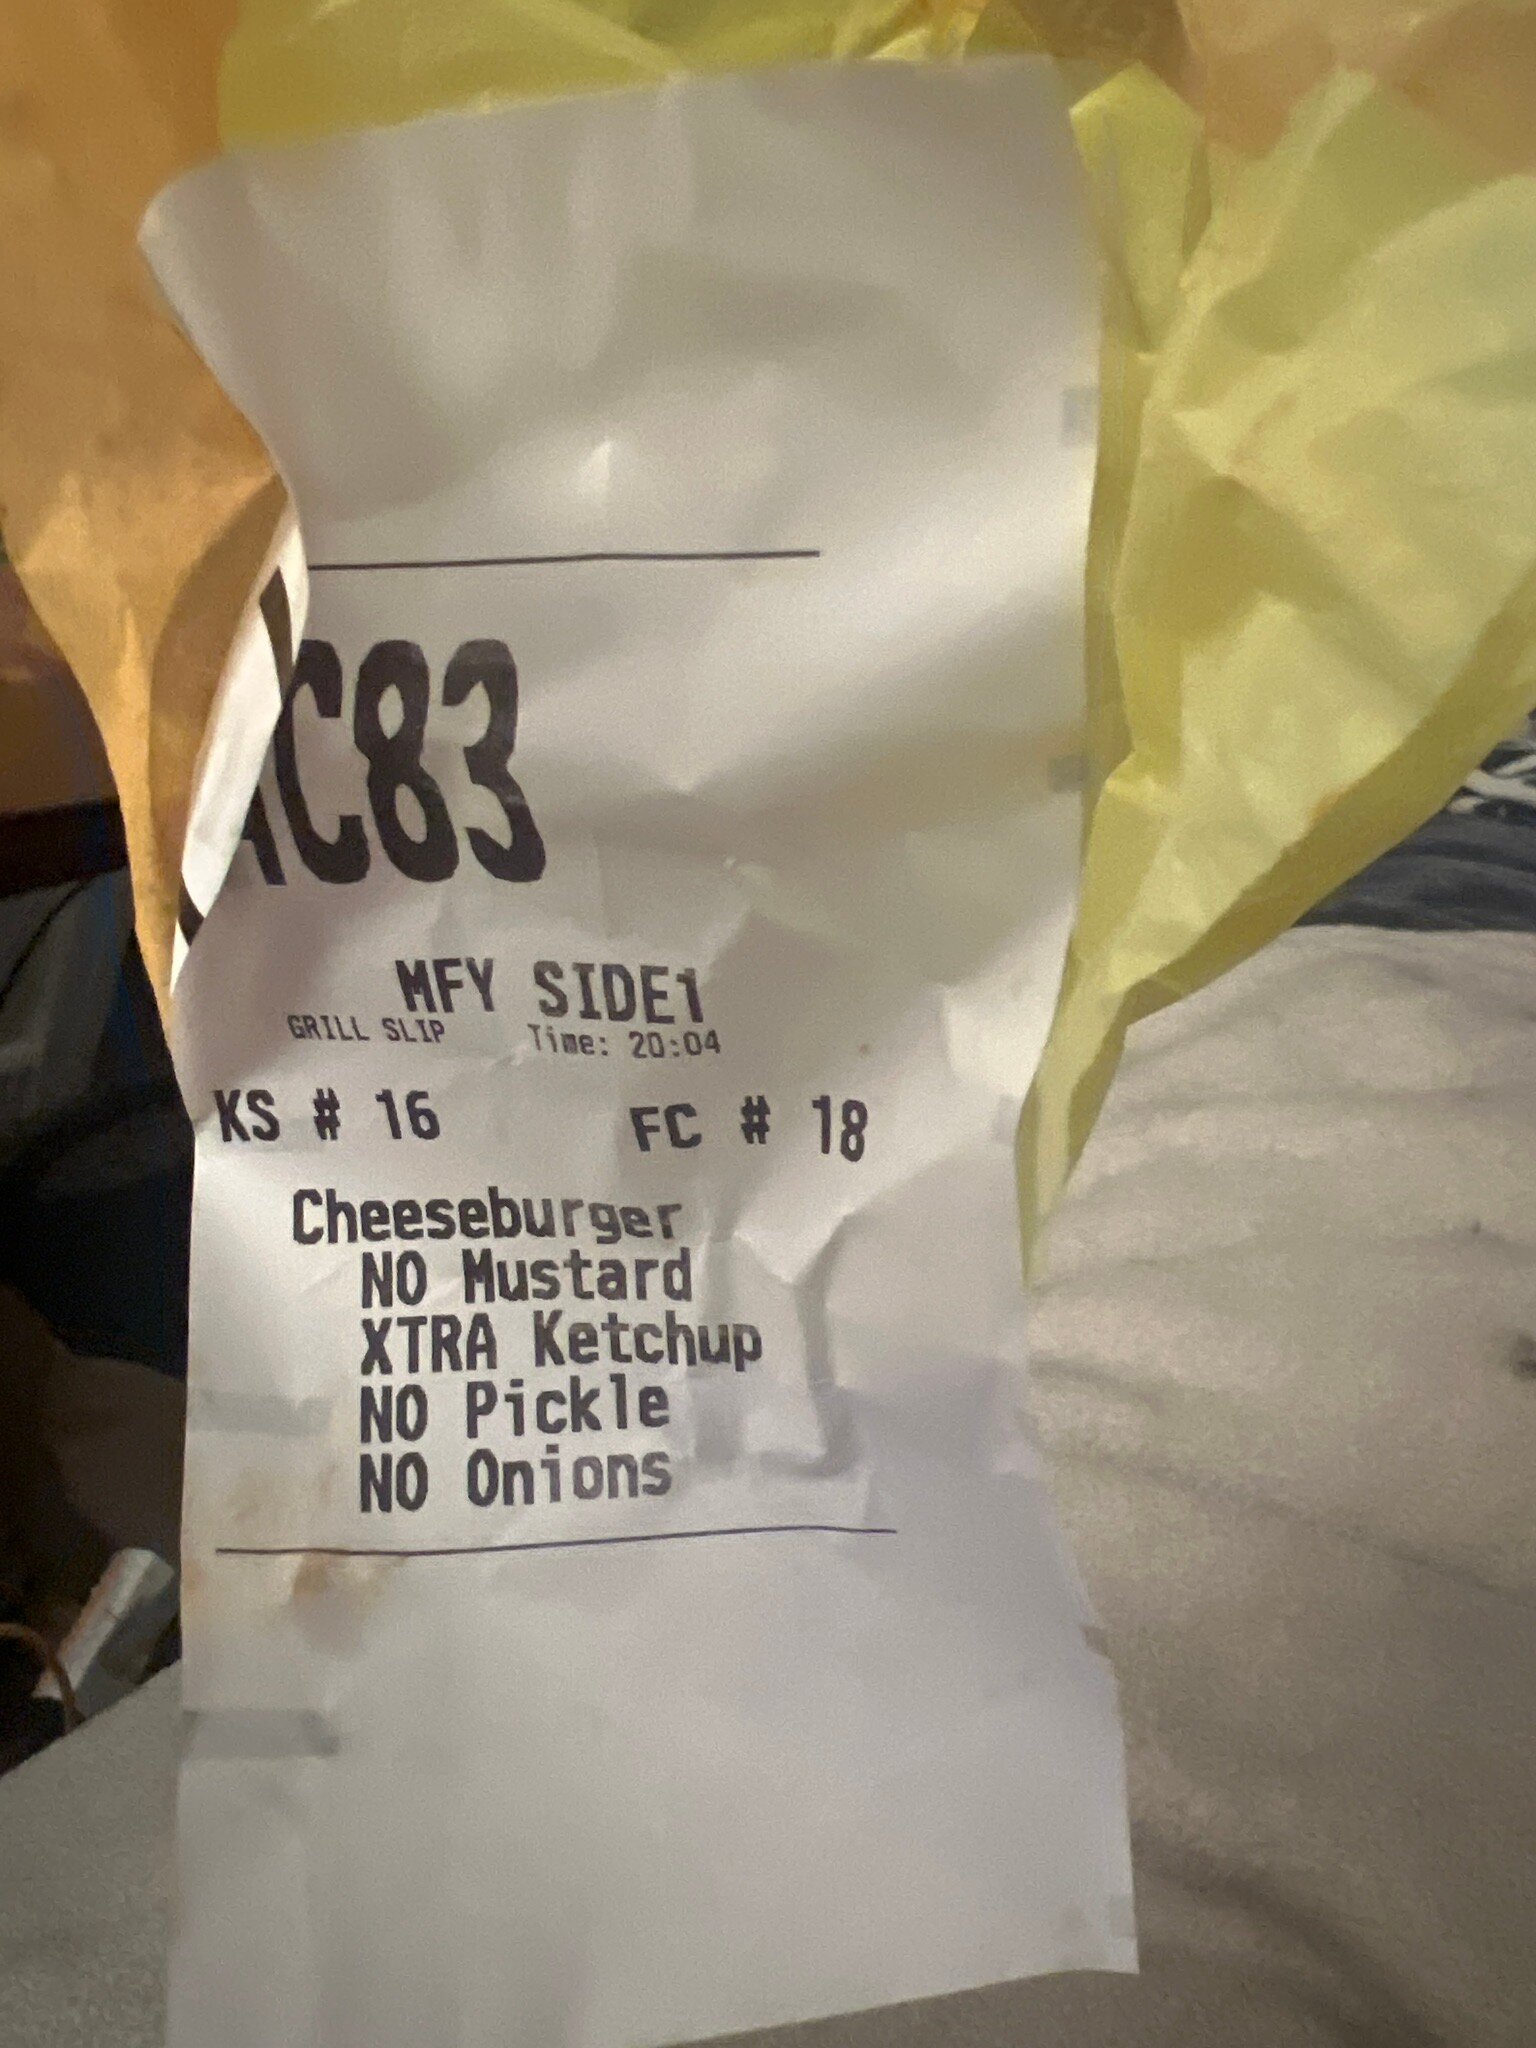 C83
MFY SIDE1
GRILL SLIP Time: 20:04
KS # 16 FC # 18
Cheeseburger
NO Mustard
XTRA Ketchup
NO Pickle
NO Onions